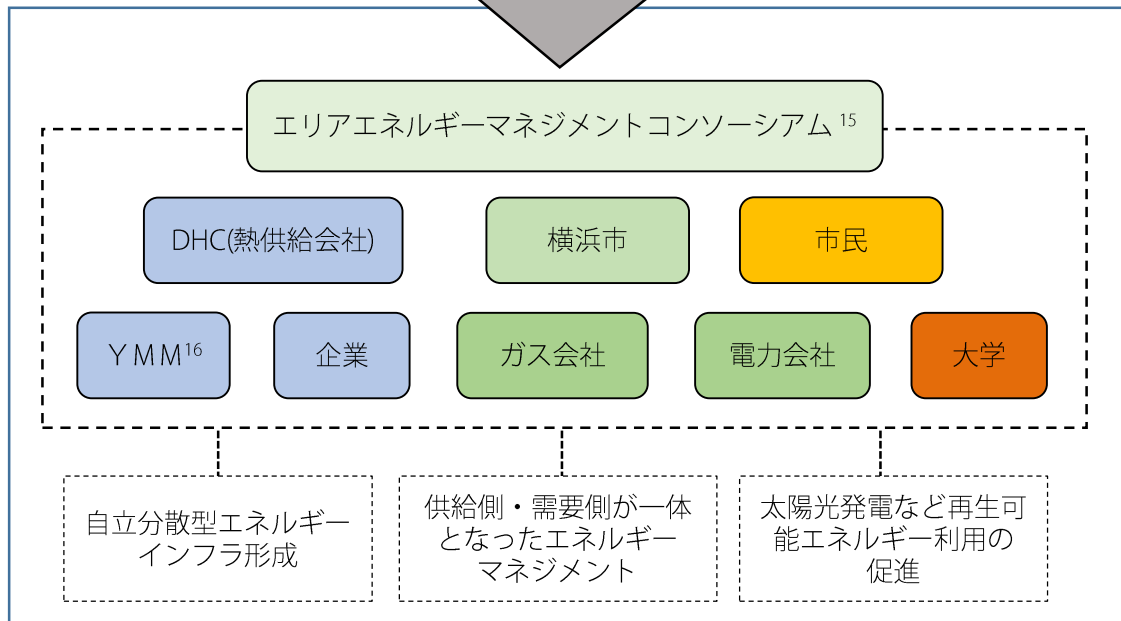 エリアエネルギーマネジメントコンソーシアム 15
DHC(熱供給会社)
横浜市
市民
ＹＭＭ16
企業
ガス会社
電力会社
大学
自立分散型エネルギー
インフラ形成
供給側・需要側が一体
となったエネルギー
マネジメント
太陽光発電など再生可
能エネルギー利用の
促進